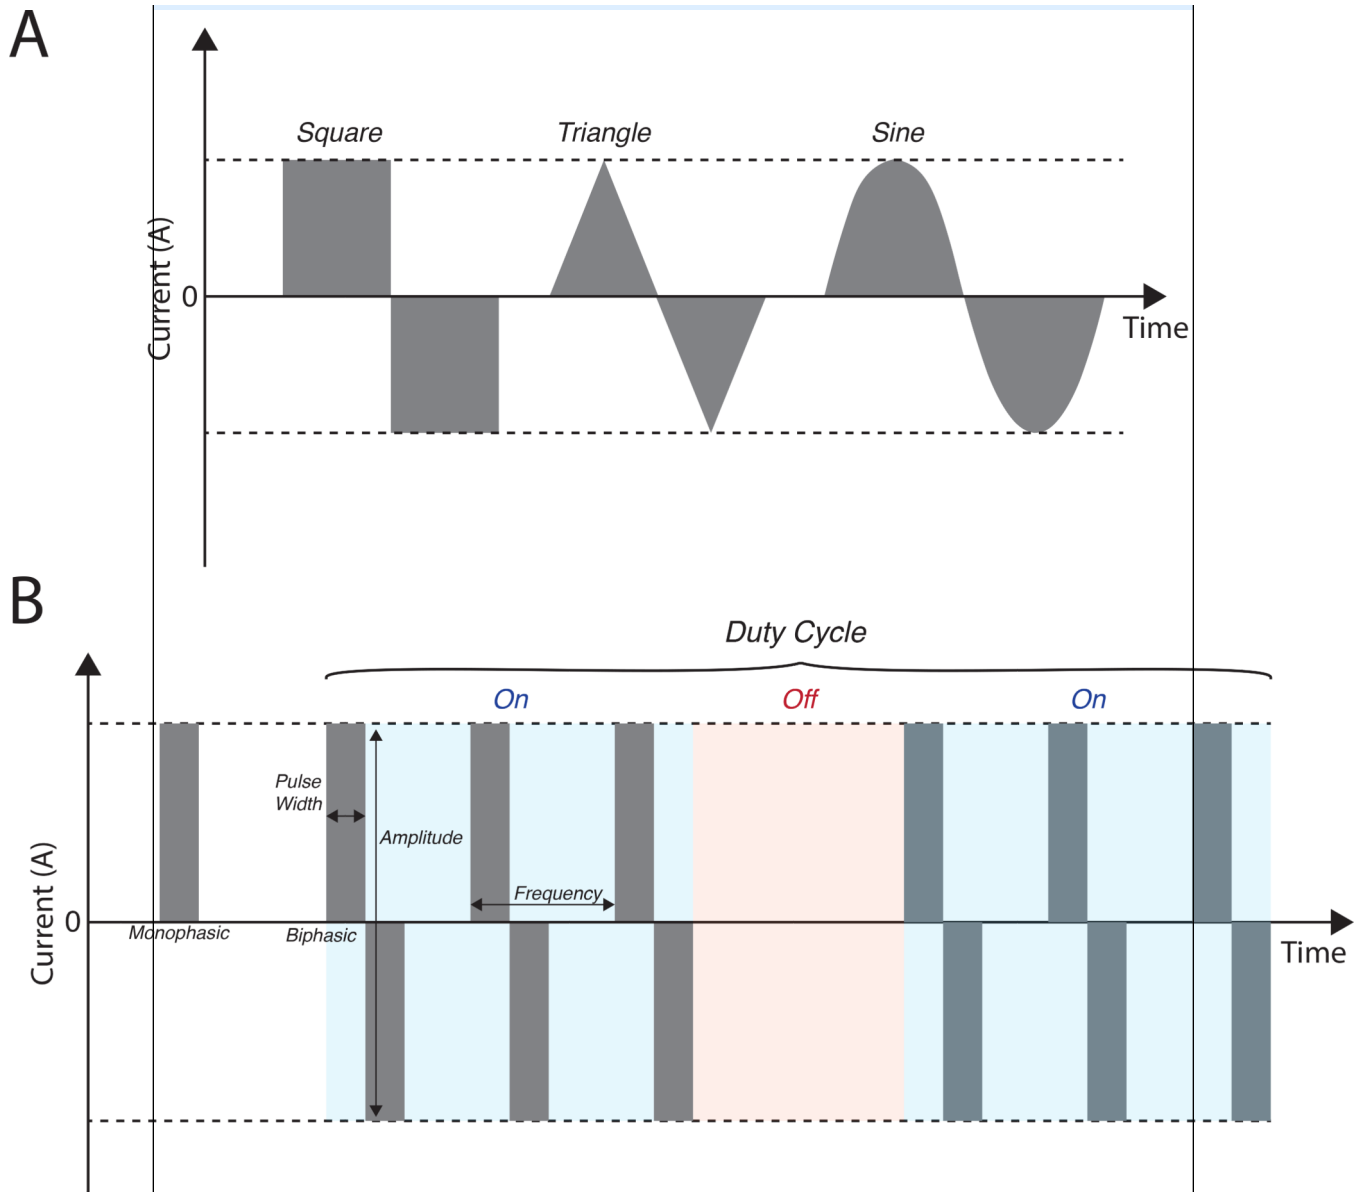 A
Square
Triangle
Sine
Current (A)
0
Time
B
Duty Cycle
On
Off
On
Pulse
Width
Amplitude
Frequency
Current (A)
0
Monophasic
Biphasic
Time